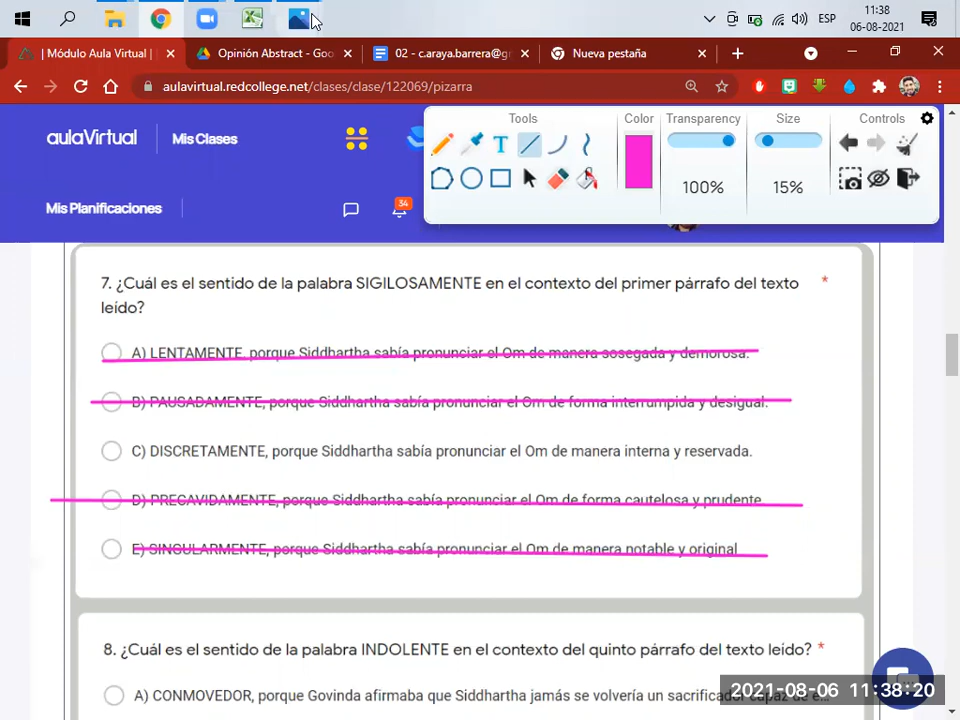 11:38
ESP
06-08-2021
| Módulo Aula Virtual |
Opinión Abstract - Goo
02 - c.araya.barrera@g
Nueva pestaña
aulavirtual.redcollege.net/clases/clase/122069/pizarra
Tools
Color
Transparency
Size
Controls
100%
15%
aulaVirtual
Mis Clases
Mis Planificaciones
34
7. ¿Cuál es el sentido de la palabra SIGILOSAMENTE en el contexto del primer párrafo del texto
leído?
*
A) LENTAMENTE, porque Siddhartha sabía pronunciar el Om de manera sosegada y demorosa.
B) PAUSADAMENTE, porque Siddhartha sabía pronunciar el Om de forma interrumpida y desigual.
C) DISCRETAMENTE, porque Siddhartha sabía pronunciar el Om de manera interna y reservada.
D) PRECAVIDAMENTE, porque Siddhartha sabía pronunciar el Om de forma cautelosa y prudente
E) SINGULARMENTE, porque Siddhartha sabía pronunciar el Om de manera notable y original
8. ¿Cuál es el sentido de la palabra INDOLENTE en el contexto del quinto párrafo del texto leído? *
A) CONMOVEDOR, porque Govinda afirmaba que Siddhartha jamás se volvería un sacrificador capaz de e...
2021-08-06 11:38:20